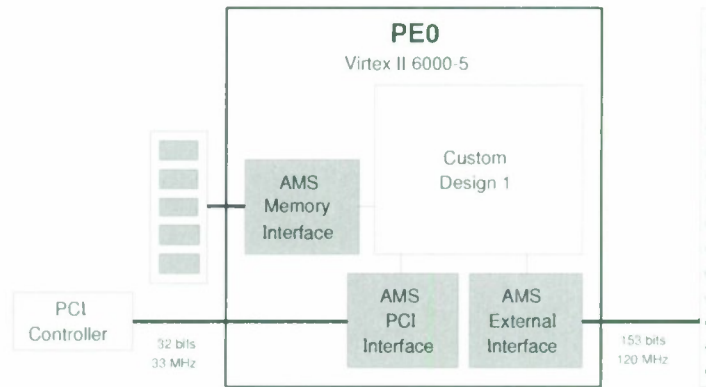 PE0
Virtex II 6000-5
Custom
Design 1
AMS
Memory
Interface
PCI
Controller
32 bits
33 MHz
AMS
PCI
Interface
AMS
External
Interface
153 bits
120 MHz